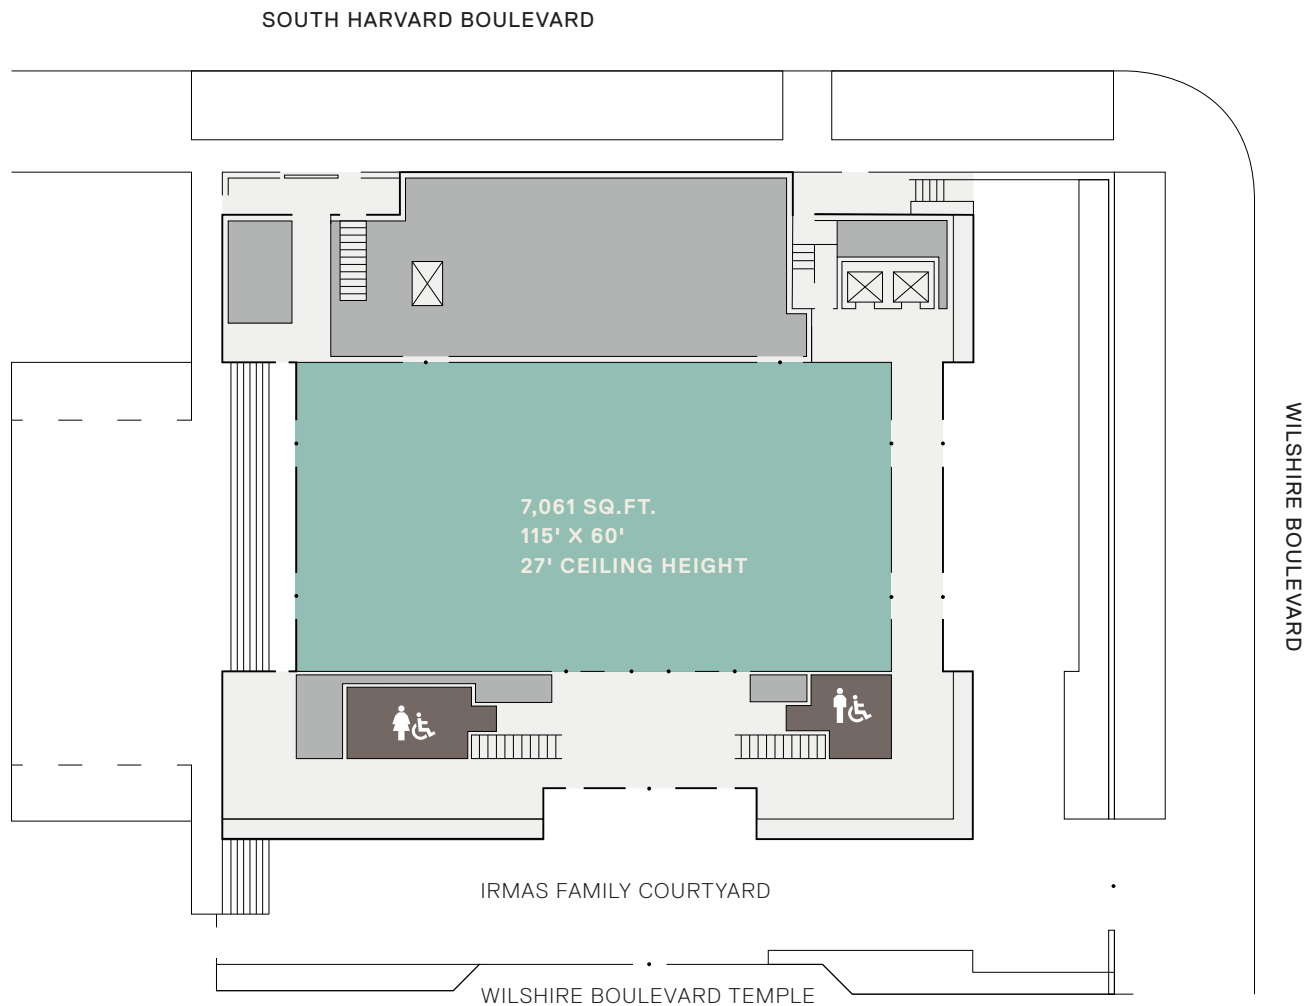 SOUTH HARVARD BOULEVARD
WILSHIRE BOULEVARD
7,061 SQ.FT.
115' X 60'
27' CEILING HEIGHT
IRMAS FAMILY COURTYARD
WILSHIRE BOULEVARD TEMPLE